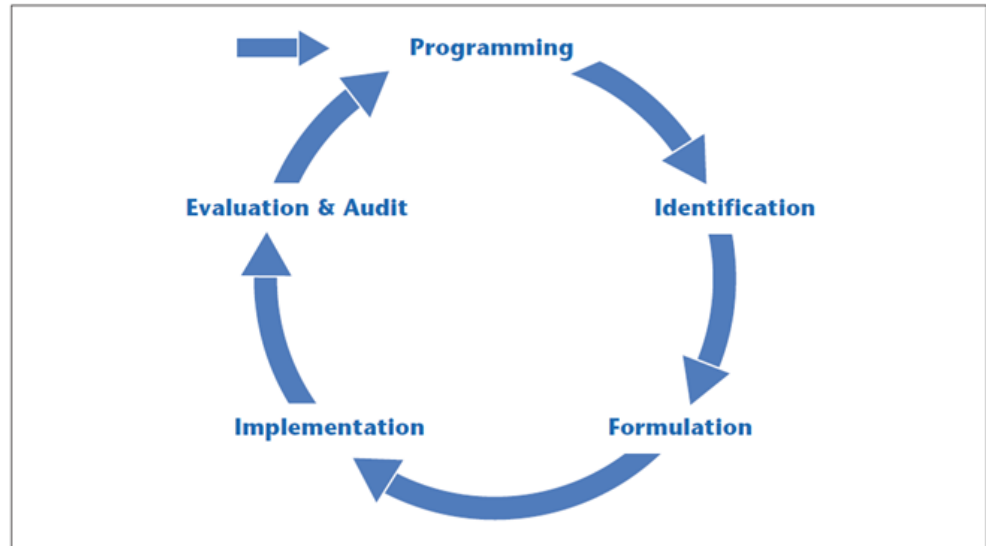 Programming
Evaluation & Audit
Identification
Implementation
Formulation